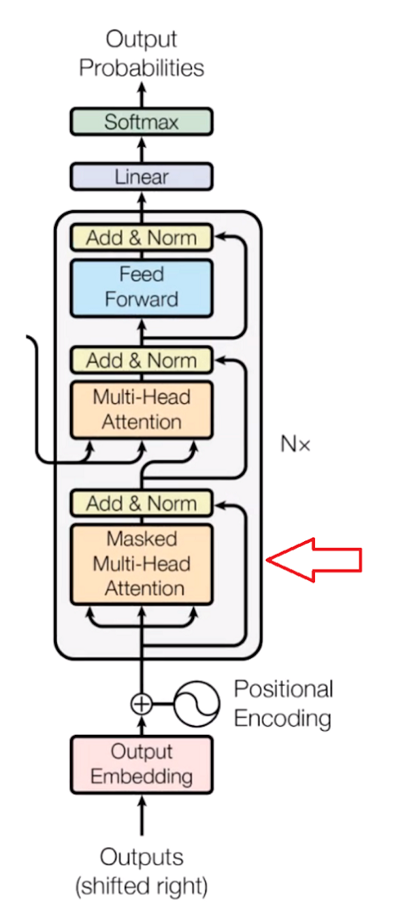 Output
Probabilities
Softmax
Linear
Add & Norm
Feed
Forward
Add & Norm
Multi-Head
Attention
N×
Add & Norm
Masked
Multi-Head
Attention
Positional
Encoding
Output
Embedding
Outputs
(shifted right)